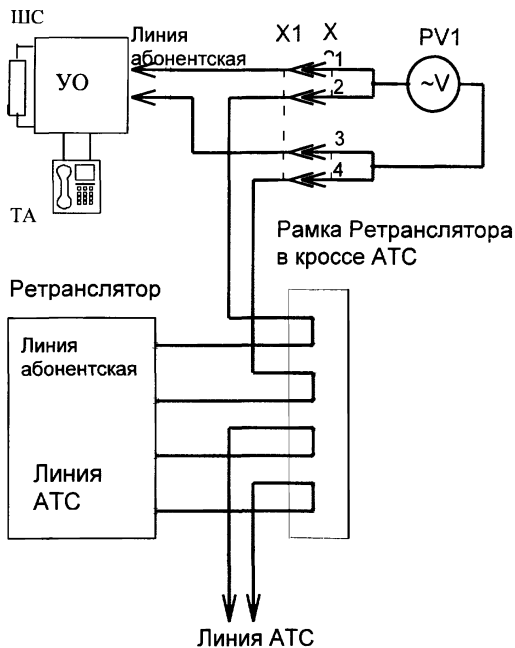 ШС
Линия
абонентская
X1
X
PV1
УО
~V
1
2
3
4
ТА
Рамка Ретранслятора
в кроссе АТС
Ретранслятор
Линия
абонентская
Линия
АТС
Линия АТС